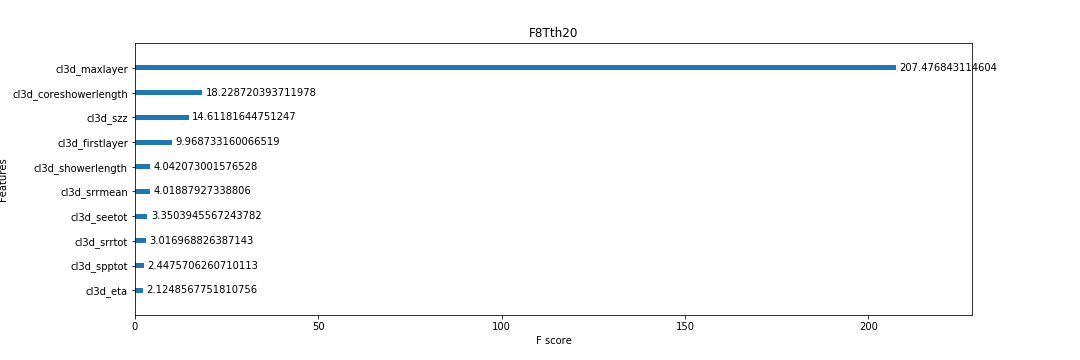 F8Tth20
cl3d_maxlayer 207.476843114604
cl3d_coreshowerlength 18.228720393711978
cl3d_szz 14.61181644751247
cl3d_firstlayer 9.968733160066519
cl3d_showerlength 4.042073001576528
cl3d_srrmean 4.01887927338806
cl3d_seetot 3.3503945567243782
cl3d_srrtot 3.016968826387143
cl3d_spptot 2.4475706260710113
cl3d_eta 2.1248567751810756
Features
0 50 100 150 200
F score